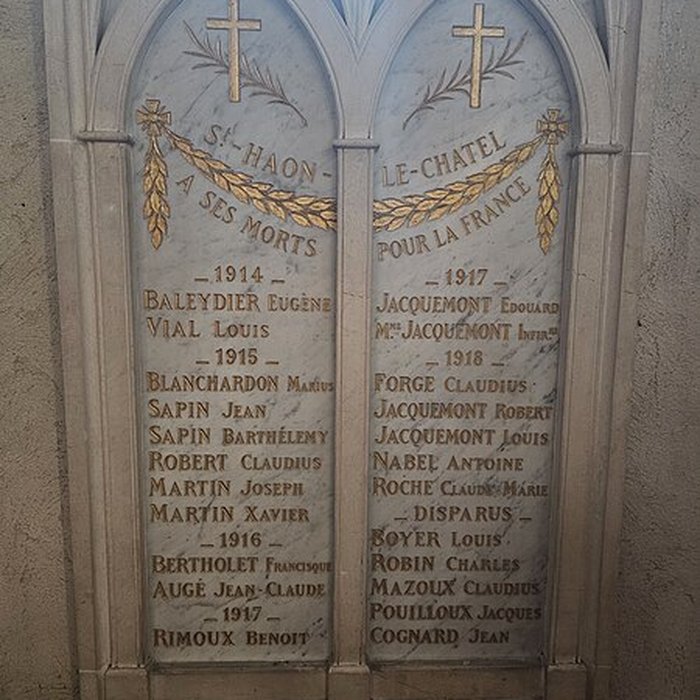 St-HAON-
LE-CHATEL
A SES MORTS
POUR LA FRANCE
– 1914 –
BALEYDIER EUGÈNE
VIAL LOUIS
– 1915 –
BLANCHARDON MARIUS
SAPIN JEAN
SAPIN BARTHÉLEMY
ROBERT CLAUDIUS
MARTIN JOSEPH
MARTIN XAVIER
– 1916 –
BERTHOLET FRANCISQUE
AUGÉ JEAN-CLAUDE
– 1917 –
RIMOUX BENOIT
– 1917 –
JACQUEMONT EDOUARD
Mme JACQUEMONT INFIRre
– 1918 –
FORGE CLAUDIUS
JACQUEMONT ROBERT
JACQUEMONT LOUIS
NABEL ANTOINE
ROCHE CLAUDE-MARIE
– DISPARUS –
BOYER LOUIS
ROBIN CHARLES
MAZOUX CLAUDIUS
POUILLOUX JACQUES
COGNARD JEAN